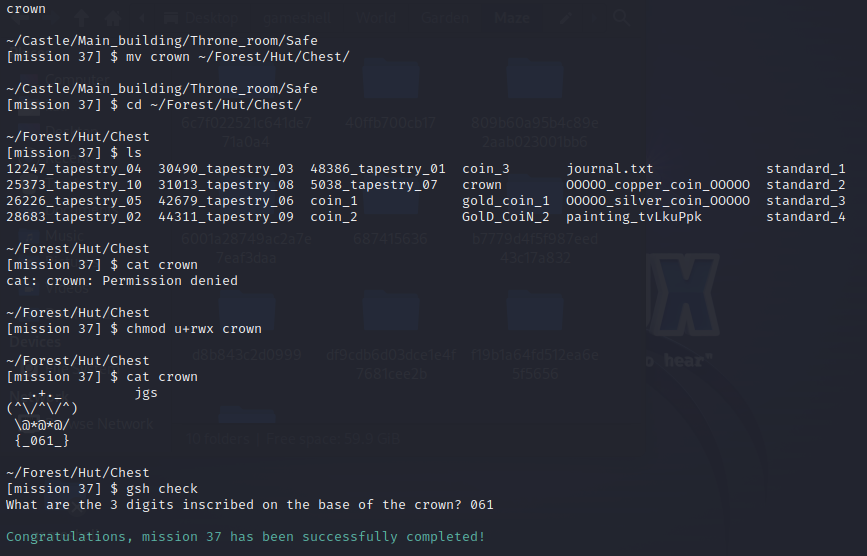 crown
~/Castle/Main_building/Throne_room/Safe
[mission 37] $ mv crown ~/Forest/Hut/Chest/
~/Castle/Main_building/Throne_room/Safe
[mission 37] $ cd ~/Forest/Hut/Chest/
~/Forest/Hut/Chest
[mission 37] $ ls
12247_tapestry_04  30490_tapestry_03  48386_tapestry_01  coin_3       journal.txt              standard_1
25373_tapestry_10  31013_tapestry_08  5038_tapestry_07   crown        OOOOO_copper_coin_OOOOO  standard_2
26226_tapestry_05  42679_tapestry_06  coin_1             gold_coin_1  OOOOO_silver_coin_OOOOO  standard_3
28683_tapestry_02  44311_tapestry_09  coin_2             GolD_CoiN_2  painting_tvLkuPpk        standard_4
~/Forest/Hut/Chest
[mission 37] $ cat crown
cat: crown: Permission denied
~/Forest/Hut/Chest
[mission 37] $ chmod u+rwx crown
~/Forest/Hut/Chest
[mission 37] $ cat crown
  _.+._         jgs
(^\/^\/^)
 \@*@*@/
 {_061_}
~/Forest/Hut/Chest
[mission 37] $ gsh check
What are the 3 digits inscribed on the base of the crown? 061
Congratulations, mission 37 has been successfully completed!